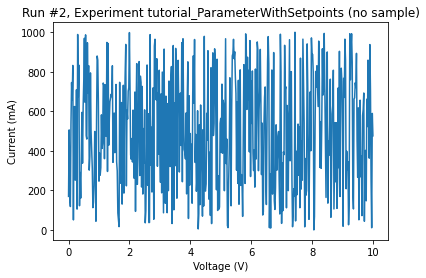 Run #2, Experiment tutorial_ParameterWithSetpoints (no sample)
1000
800
600
400
200
0
Current (mA)
0 2 4 6 8 10
Voltage (V)